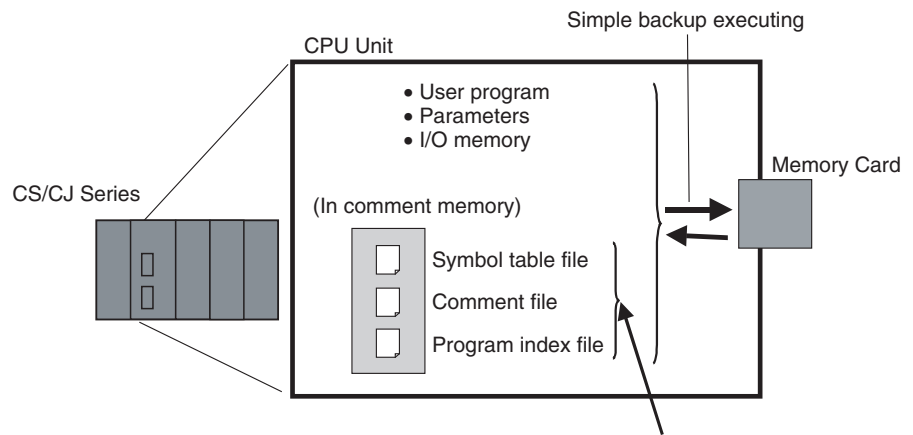 Simple backup executing
CPU Unit
• User program
• Parameters
• I/O memory
Memory Card
CS/CJ Series
(In comment memory)
Symbol table file
Comment file
Program index file